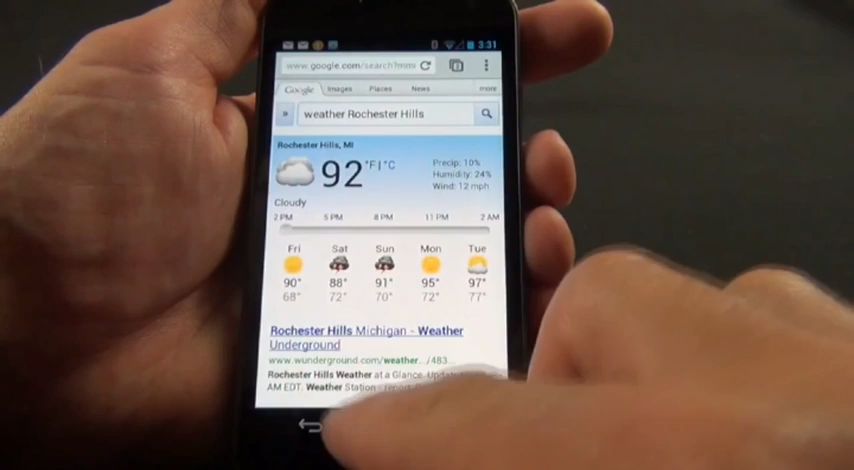 3:31
www.google.com/search?mm
Google Images Places News more
» weather Rochester Hills
Rochester Hills, MI
92 °F|°C
Precip: 10%
Humidity: 24%
Wind: 12 mph
Cloudy
2 PM 5 PM 8 PM 11 PM 2 AM
Fri Sat Sun Mon Tue
90° 88° 91° 95° 97°
68° 72° 70° 72° 77°
Rochester Hills Michigan - Weather
Underground
www.wunderground.com/weather.../483...
Rochester Hills Weather at a Glance.
AM EDT. Weather Station